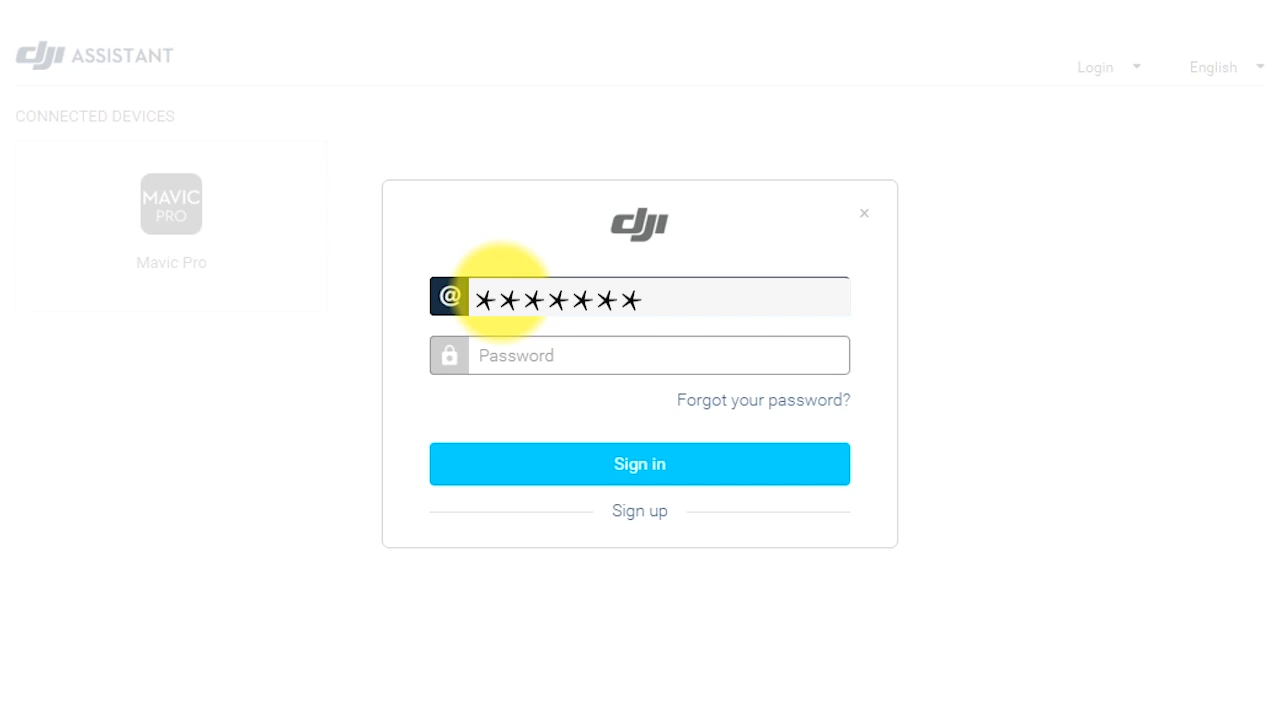 dji ASSISTANT
Login English
CONNECTED DEVICES
MAVIC
PRO
Mavic Pro
dji
×
@ *******
Password
Forgot your password?
Sign in
Sign up